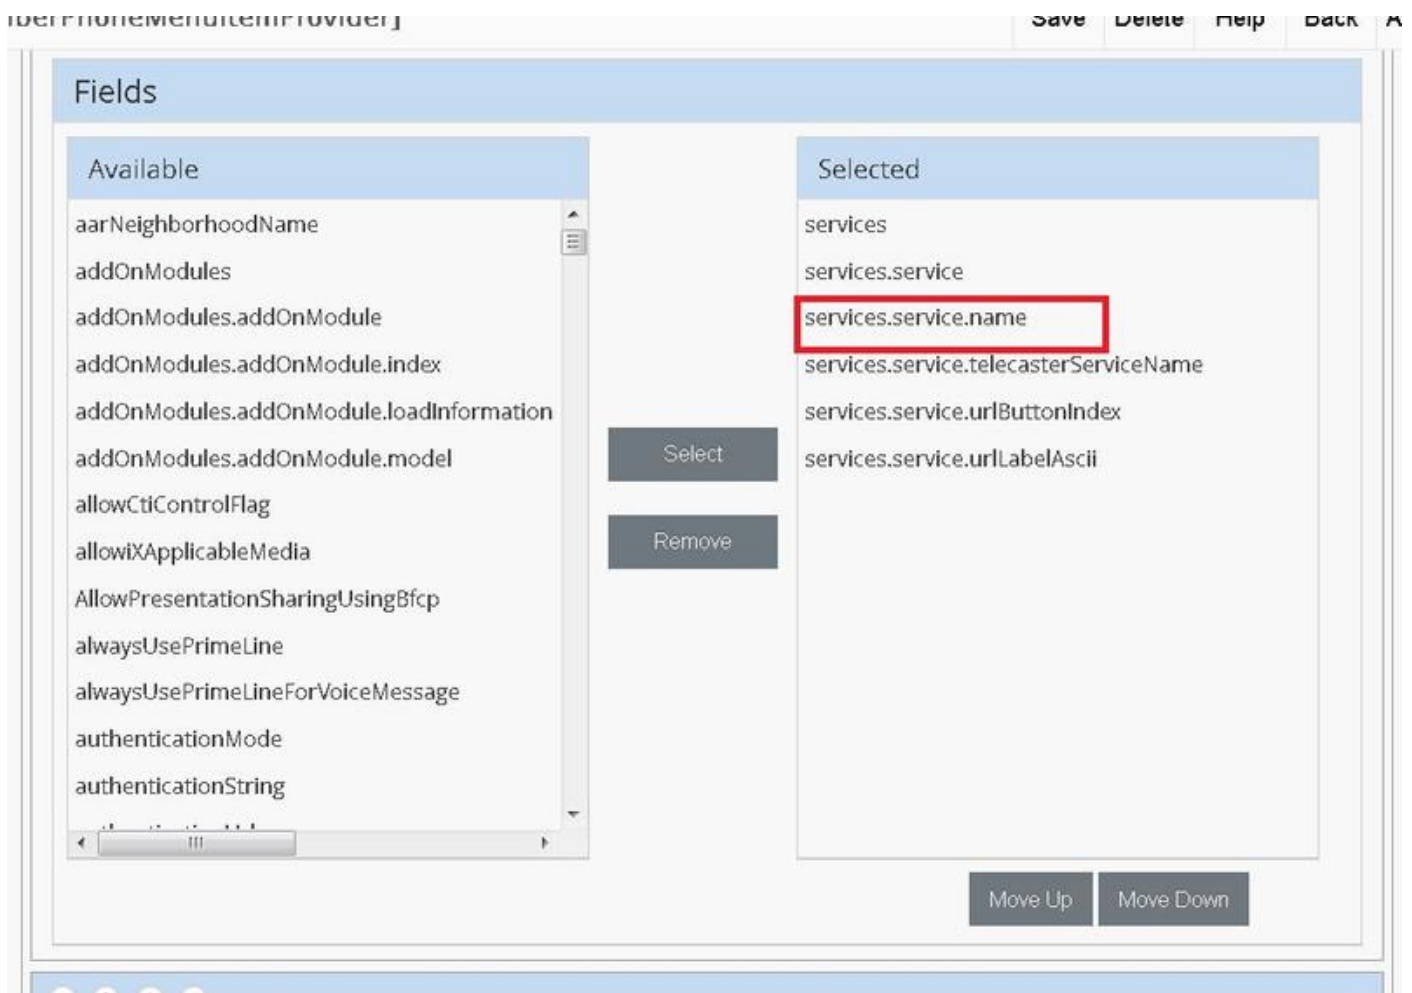 Save Delete Help Back
Fields
Available
aarNeighborhoodName
addOnModules
addOnModules.addOnModule
addOnModules.addOnModule.index
addOnModules.addOnModule.loadInformation
addOnModules.addOnModule.model
allowCtiControlFlag
allowiXApplicableMedia
AllowPresentationSharingUsingBfcp
alwaysUsePrimeLine
alwaysUsePrimeLineForVoiceMessage
authenticationMode
authenticationString
Select
Remove
Selected
services
services.service
services.service.name
services.service.telecasterServiceName
services.service.urlButtonIndex
services.service.urlLabelAscii
Move Up Move Down